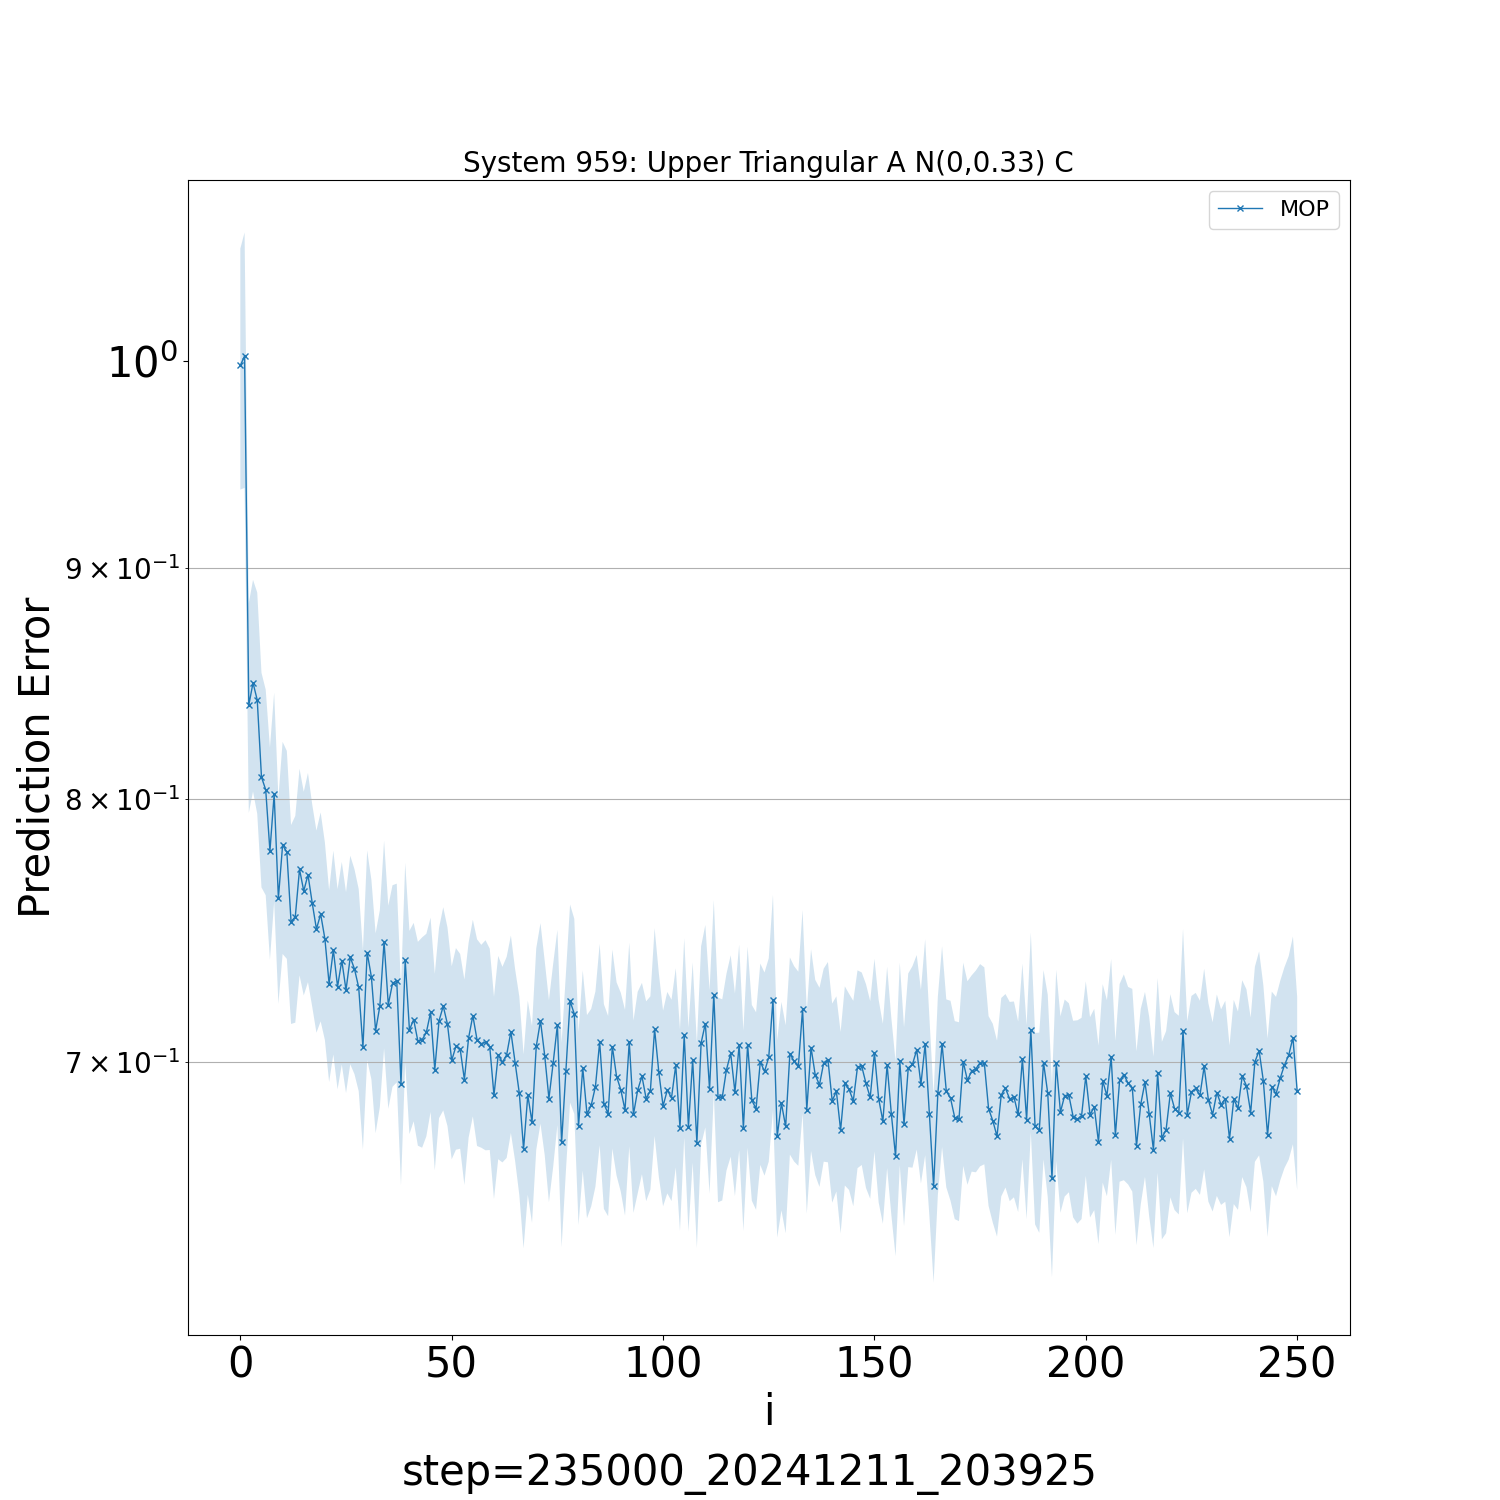 System 959: Upper Triangular A N(0,0.33) C
MOP
10⁰
9 × 10⁻¹
8 × 10⁻¹
7 × 10⁻¹
Prediction Error
0 50 100 150 200 250
i
step=235000_20241211_203925